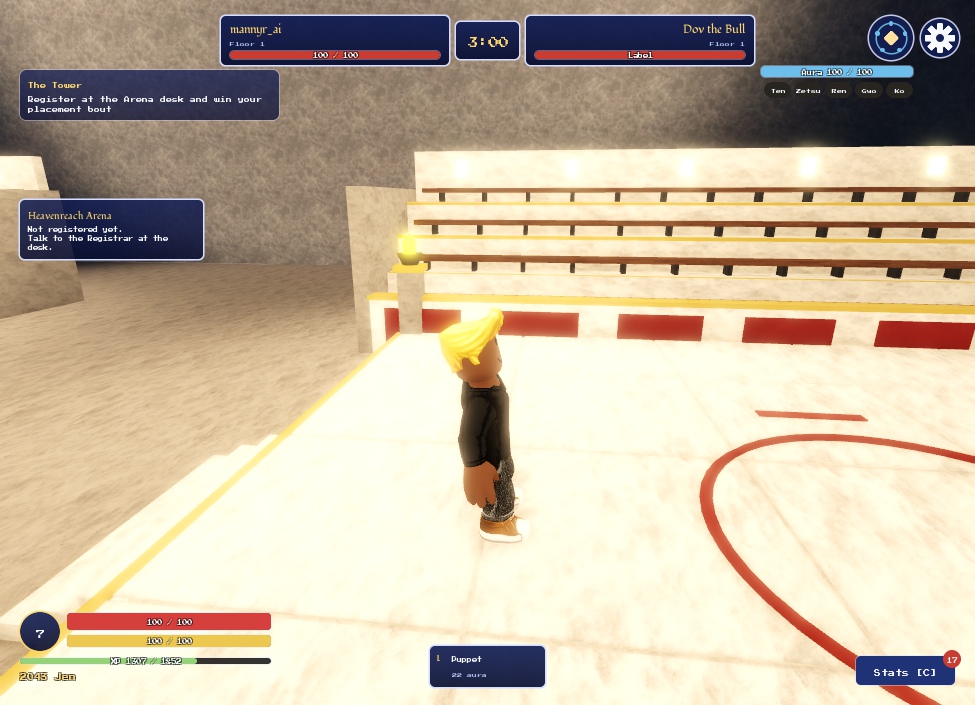 mannyr_ai
Floor 1
100 / 100
3:00
Dov the Bull
Floor 1
Label
Aura 100 / 100
Ten Zetsu Ren Gyo Ko
The Tower
Register at the Arena desk and win your
placement bout
Heavenreach Arena
Not registered yet.
Talk to the Registrar at the
desk.
7
100 / 100
100 / 100
XP 1307 / 1852
2043 Jen
1 Puppet
22 aura
Stats [C]
17